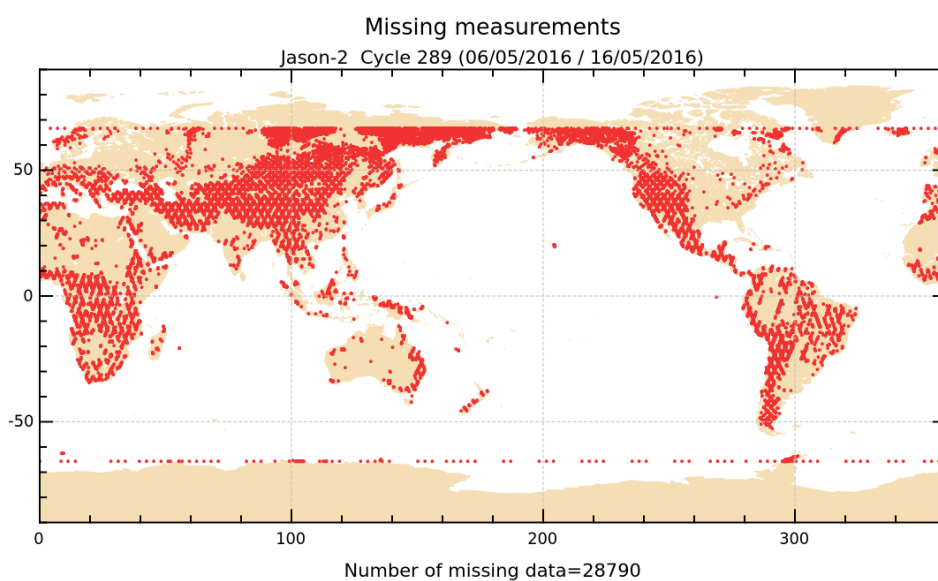 Missing measurements
Jason-2 Cycle 289 (06/05/2016 / 16/05/2016)
50
0
-50
0 100 200 300
Number of missing data=28790